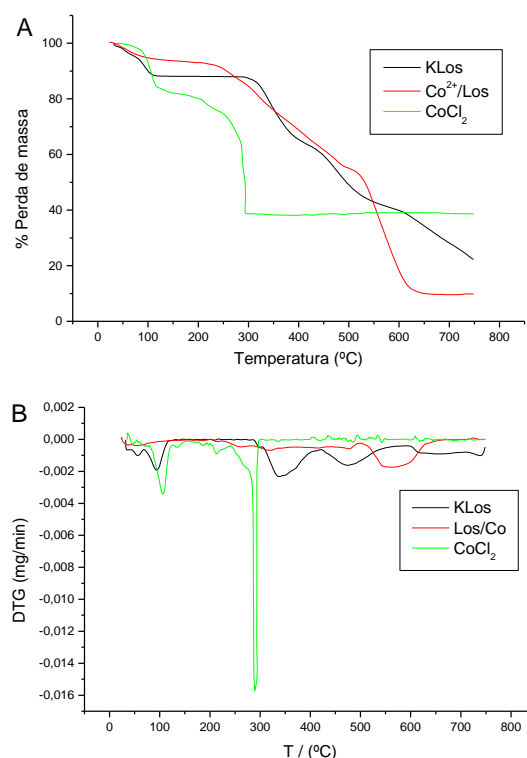 A
100
80
60
40
20
0
% Perda de massa
KLos
Co²⁺/Los
CoCl₂
0 100 200 300 400 500 600 700 800
Temperatura (ºC)
B
0,002
0,000
-0,002
-0,004
-0,006
-0,008
-0,010
-0,012
-0,014
-0,016
DTG (mg/min)
KLos
Los/Co
CoCl₂
0 100 200 300 400 500 600 700 800
T / (ºC)